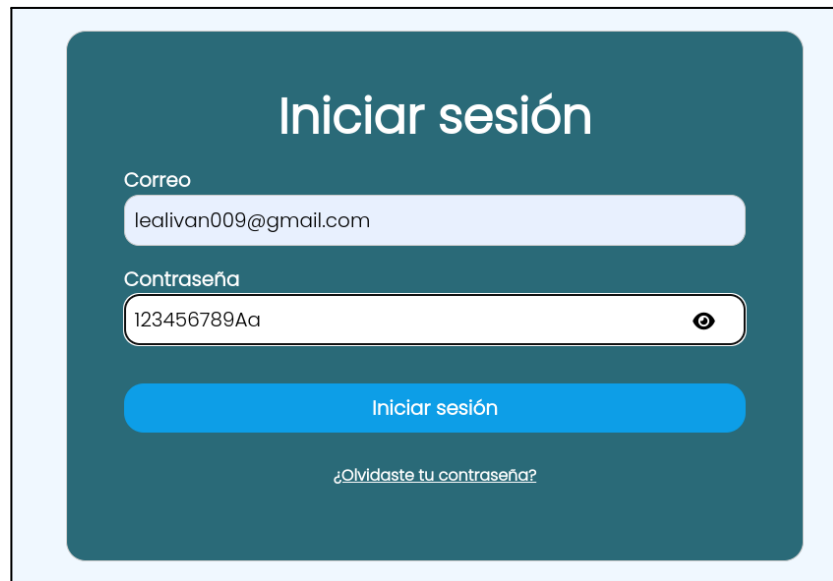 Iniciar sesión
Correo
lealivan009@gmail.com
Contraseña
123456789Aa
Iniciar sesión
¿Olvidaste tu contraseña?